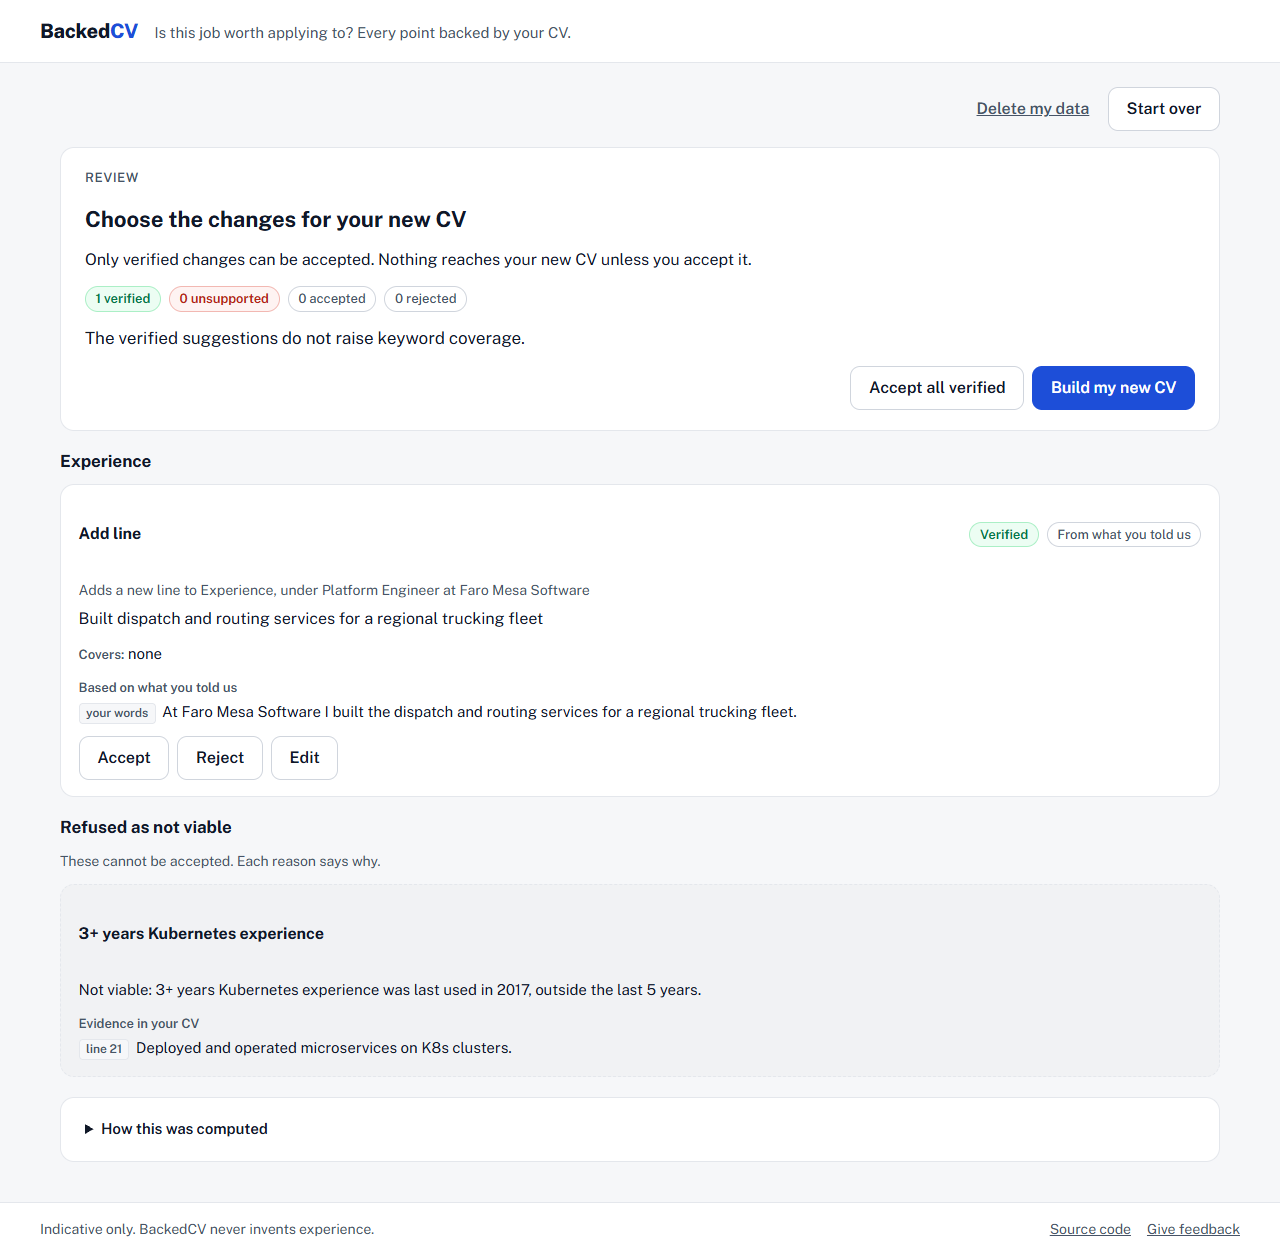 BackedCV Is this job worth applying to? Every point backed by your CV.
Delete my data Start over
REVIEW
Choose the changes for your new CV
Only verified changes can be accepted. Nothing reaches your new CV unless you accept it.
1 verified 0 unsupported 0 accepted 0 rejected
The verified suggestions do not raise keyword coverage.
Accept all verified Build my new CV
Experience
Add line Verified From what you told us
Adds a new line to Experience, under Platform Engineer at Faro Mesa Software
Built dispatch and routing services for a regional trucking fleet
Covers: none
Based on what you told us
your words At Faro Mesa Software I built the dispatch and routing services for a regional trucking fleet.
Accept Reject Edit
Refused as not viable
These cannot be accepted. Each reason says why.
3+ years Kubernetes experience
Not viable: 3+ years Kubernetes experience was last used in 2017, outside the last 5 years.
Evidence in your CV
line 21 Deployed and operated microservices on K8s clusters.
How this was computed
Indicative only. BackedCV never invents experience. Source code Give feedback